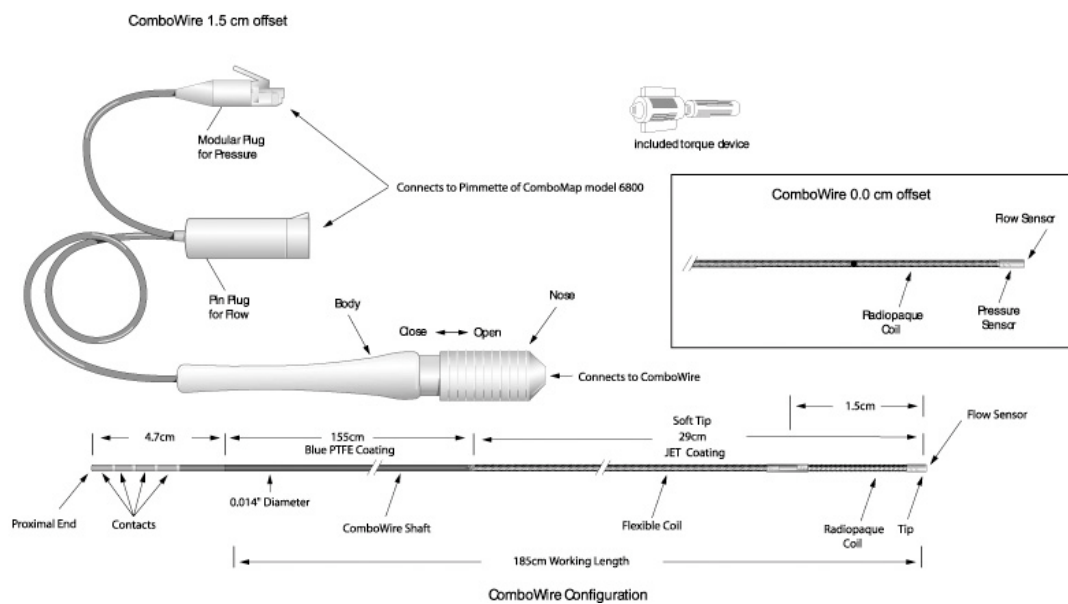 ComboWire 1.5 cm offset
Modular Plug
for Pressure
included torque device
Connects to Pimmette of ComboMap model 6800
ComboWire 0.0 cm offset
Flow Sensor
Radiopaque
Coil
Pressure
Sensor
Pin Plug
for Flow
Body
Close
Open
Nose
Connects to ComboWire
1.5cm
Soft Tip
Flow Sensor
4.7cm
155cm
29cm
Blue PTFE Coating
JET Coating
0.014" Diameter
Proximal End
Contacts
ComboWire Shaft
Flexible Coil
Radiopaque
Coil
Tip
185cm Working Length
ComboWire Configuration